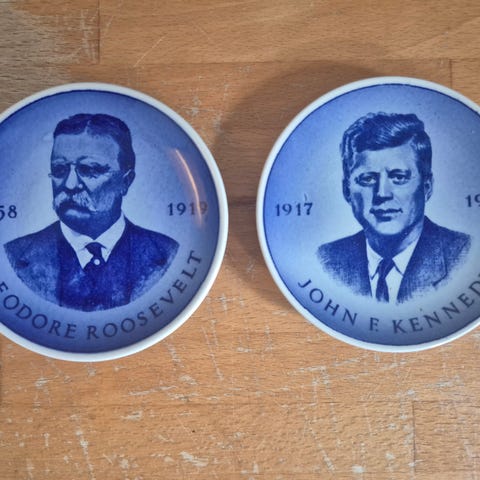 58 1919
EODORE ROOSEVELT
1917 19
JOHN F. KENNED